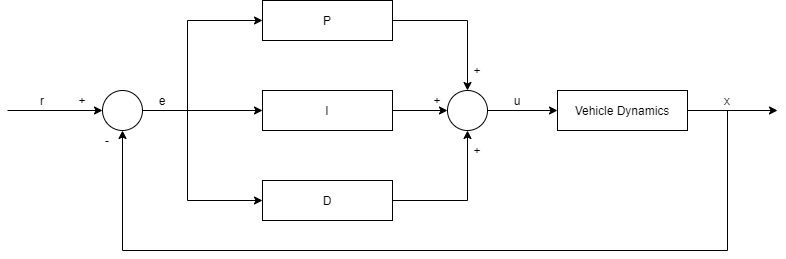 P
+
r
+
e
I
+
u
Vehicle Dynamics
x
-
+
D